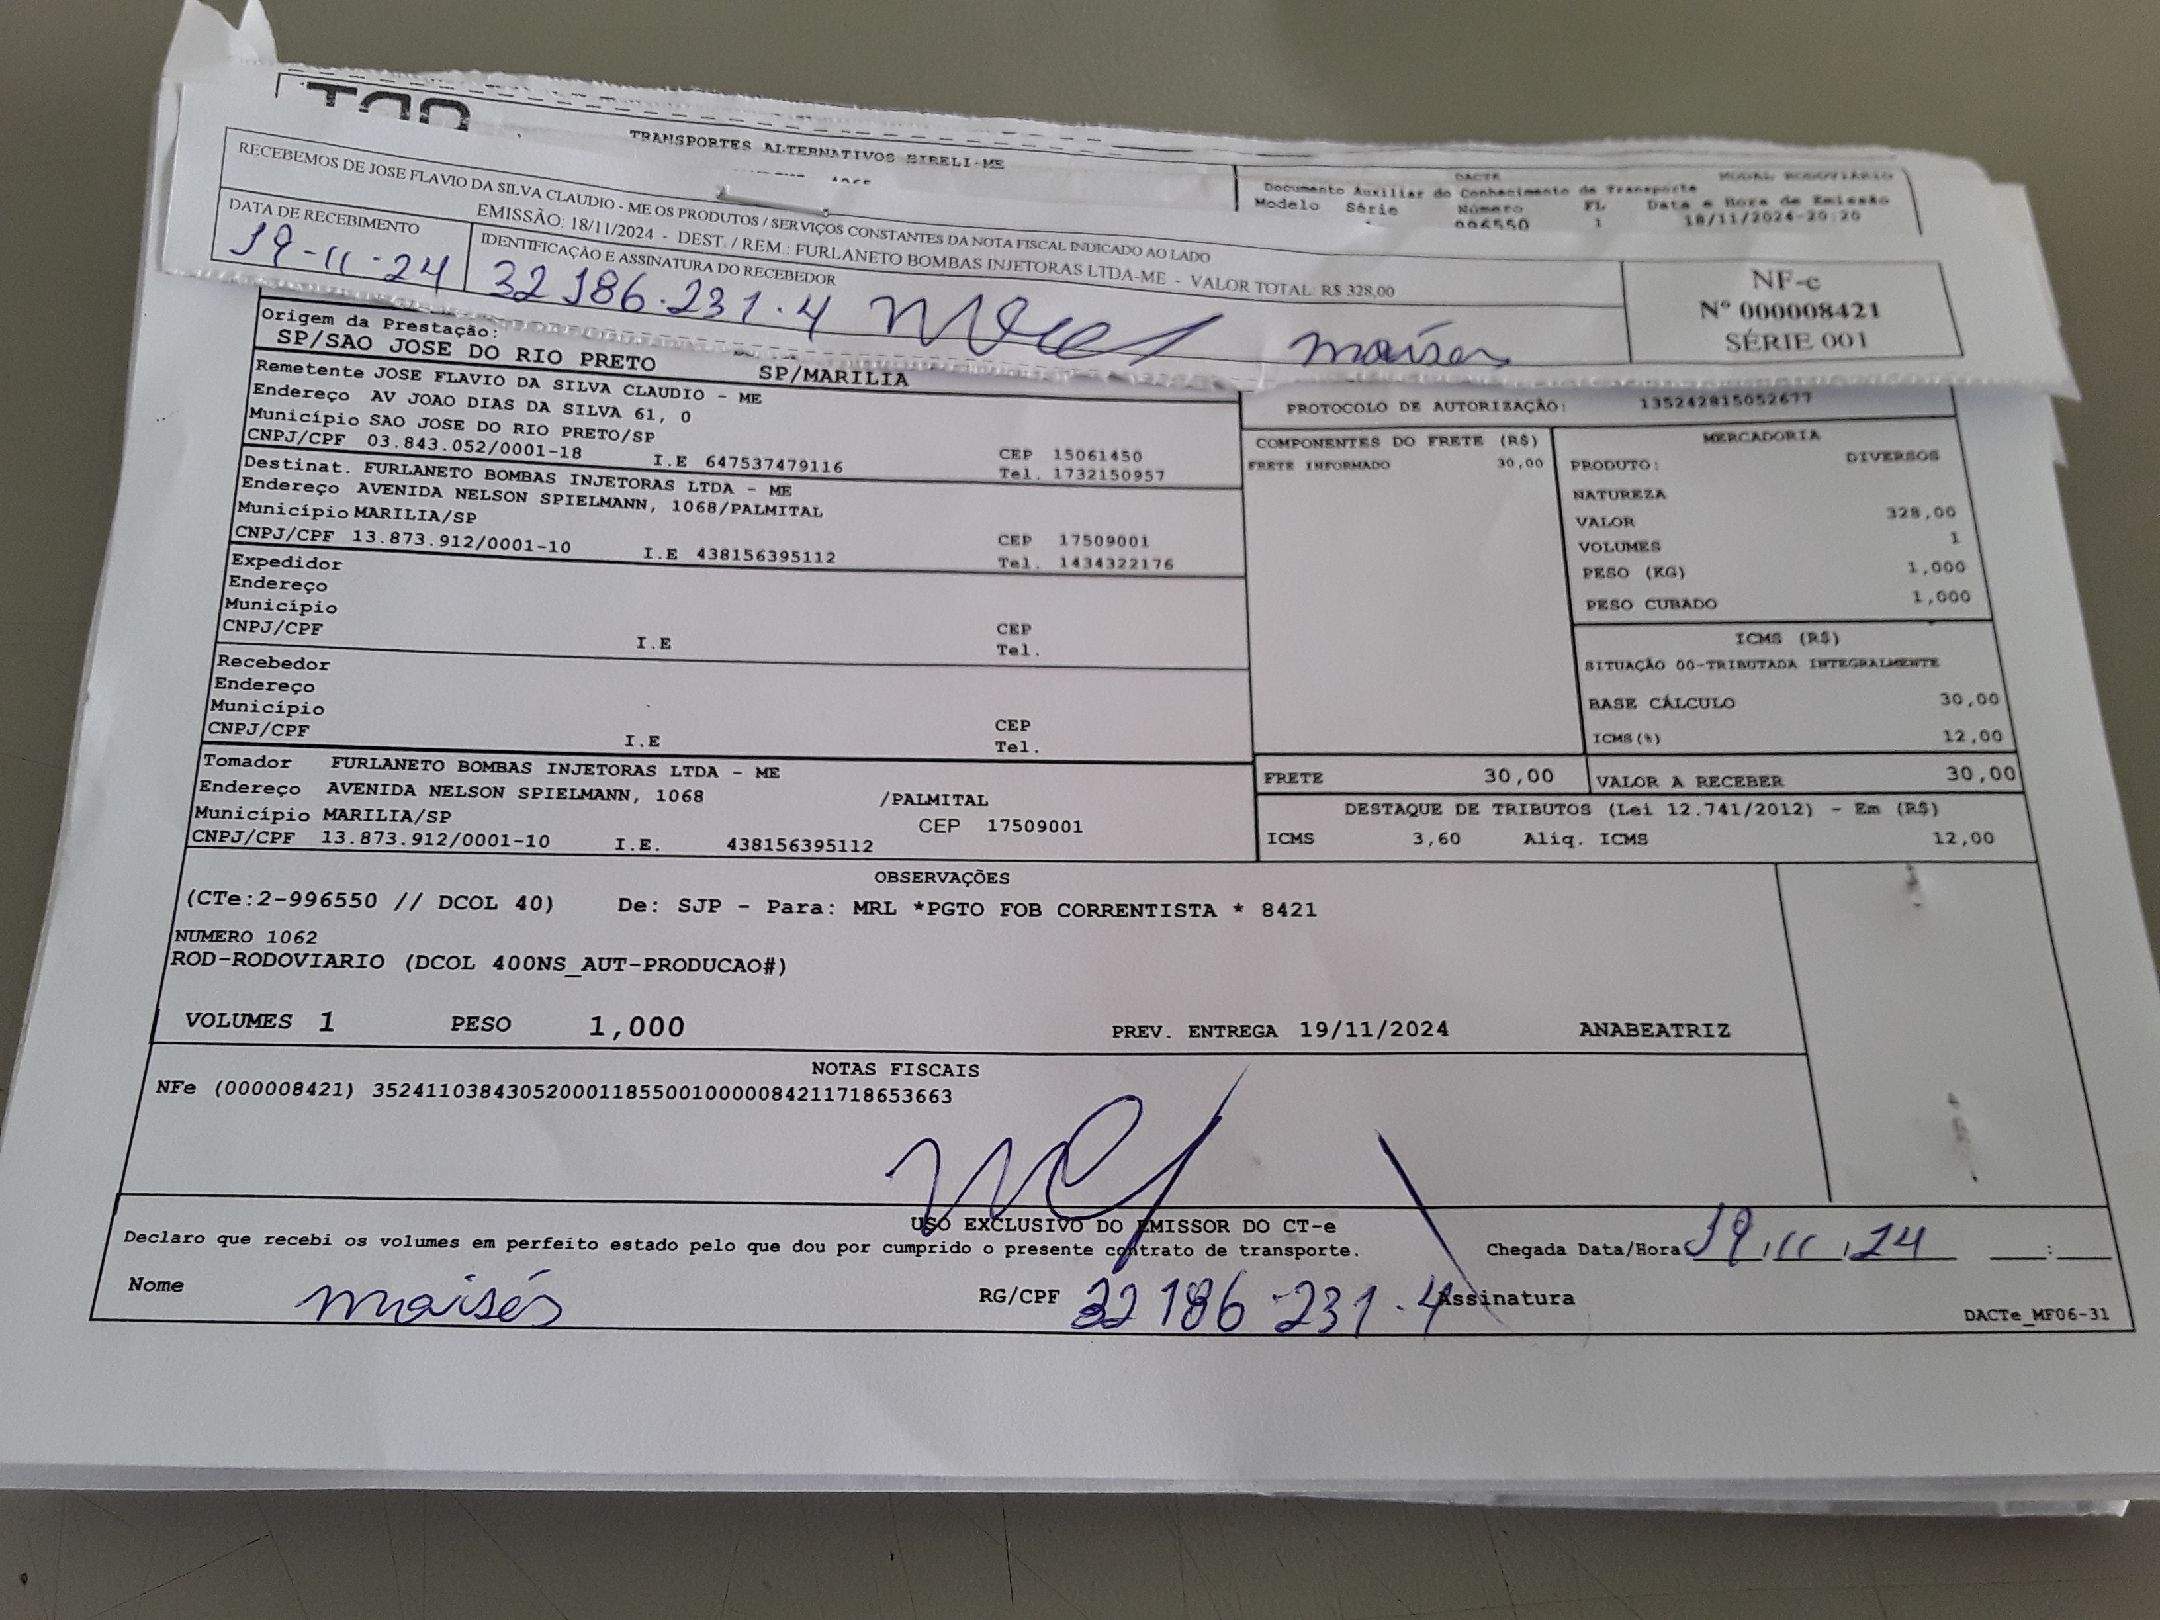 TRANSPORTES ALTERNATIVOS EIRELI-ME
DACTE
MODAL RODOVIÁRIO
Documento Auxiliar do Conhecimento de Transporte
Modelo Série Número FL Data e Hora de Emissão
996550 1 18/11/2024-20:20
RECEBEMOS DE JOSE FLAVIO DA SILVA CLAUDIO - ME OS PRODUTOS / SERVIÇOS CONSTANTES DA NOTA FISCAL INDICADO AO LADO
EMISSÃO: 18/11/2024 - DEST. / REM.: FURLANETO BOMBAS INJETORAS LTDA-ME - VALOR TOTAL: R$ 328,00
DATA DE RECEBIMENTO
19-11-24
IDENTIFICAÇÃO E ASSINATURA DO RECEBEDOR
32 186.231.4 moisés
NF-e
Nº 000008421
SÉRIE 001
Origem da Prestação:
SP/SAO JOSE DO RIO PRETO SP/MARILIA
Remetente JOSE FLAVIO DA SILVA CLAUDIO - ME
Endereço AV JOAO DIAS DA SILVA 61, 0
Município SAO JOSE DO RIO PRETO/SP CEP 15061450
CNPJ/CPF 03.843.052/0001-18 I.E 647537479116 Tel. 1732150957
Destinat. FURLANETO BOMBAS INJETORAS LTDA - ME
Endereço AVENIDA NELSON SPIELMANN, 1068/PALMITAL
Município MARILIA/SP CEP 17509001
CNPJ/CPF 13.873.912/0001-10 I.E 438156395112 Tel. 1434322176
Expedidor
Endereço
Município CEP
CNPJ/CPF I.E Tel.
Recebedor
Endereço
Município CEP
CNPJ/CPF I.E Tel.
Tomador FURLANETO BOMBAS INJETORAS LTDA - ME
Endereço AVENIDA NELSON SPIELMANN, 1068 /PALMITAL
Município MARILIA/SP CEP 17509001
CNPJ/CPF 13.873.912/0001-10 I.E. 438156395112
PROTOCOLO DE AUTORIZAÇÃO: 135242815052677
COMPONENTES DO FRETE (R$)
FRETE INFORMADO 30,00
MERCADORIA
PRODUTO: DIVERSOS
NATUREZA
VALOR 328,00
VOLUMES 1
PESO (KG) 1,000
PESO CUBADO 1,000
ICMS (R$)
SITUAÇÃO 00-TRIBUTADA INTEGRALMENTE
BASE CÁLCULO 30,00
ICMS(%) 12,00
FRETE 30,00 VALOR A RECEBER 30,00
DESTAQUE DE TRIBUTOS (Lei 12.741/2012) - Em (R$)
ICMS 3,60 Aliq. ICMS 12,00
OBSERVAÇÕES
(CTe:2-996550 // DCOL 40) De: SJP - Para: MRL *PGTO FOB CORRENTISTA * 8421
NUMERO 1062
ROD-RODOVIARIO (DCOL 400NS_AUT-PRODUCAO#)
VOLUMES 1 PESO 1,000 PREV. ENTREGA 19/11/2024 ANABEATRIZ
NOTAS FISCAIS
NFe (000008421) 35241103843052000118550010000084211718653663
USO EXCLUSIVO DO EMISSOR DO CT-e
Declaro que recebi os volumes em perfeito estado pelo que dou por cumprido o presente contrato de transporte. Chegada Data/Hora 19.11.24 :
Nome moisés RG/CPF 32 186.231.4 Assinatura
DACTe_MF06-31